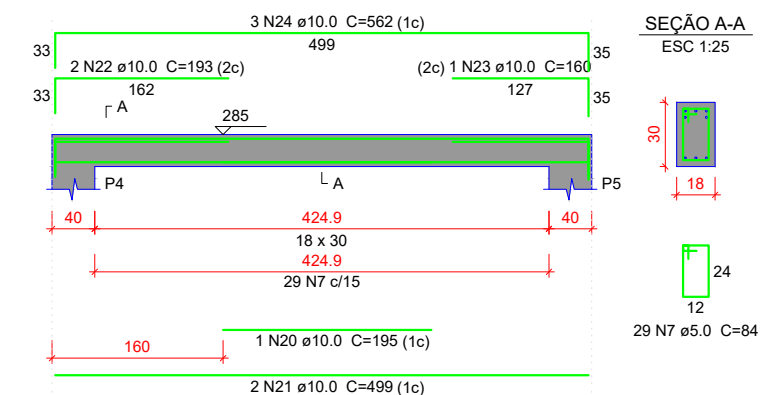 3 N24 ø10.0 C=562 (1c)
499
33
35
2 N22 ø10.0 C=193 (2c)
(2c) 1 N23 ø10.0 C=160
162
127
33
35
A
285
P4
A
P5
40
424.9
40
18 x 30
424.9
29 N7 c/15
160
1 N20 ø10.0 C=195 (1c)
2 N21 ø10.0 C=499 (1c)
SEÇÃO A-A
ESC 1:25
30
18
24
12
29 N7 ø5.0 C=84